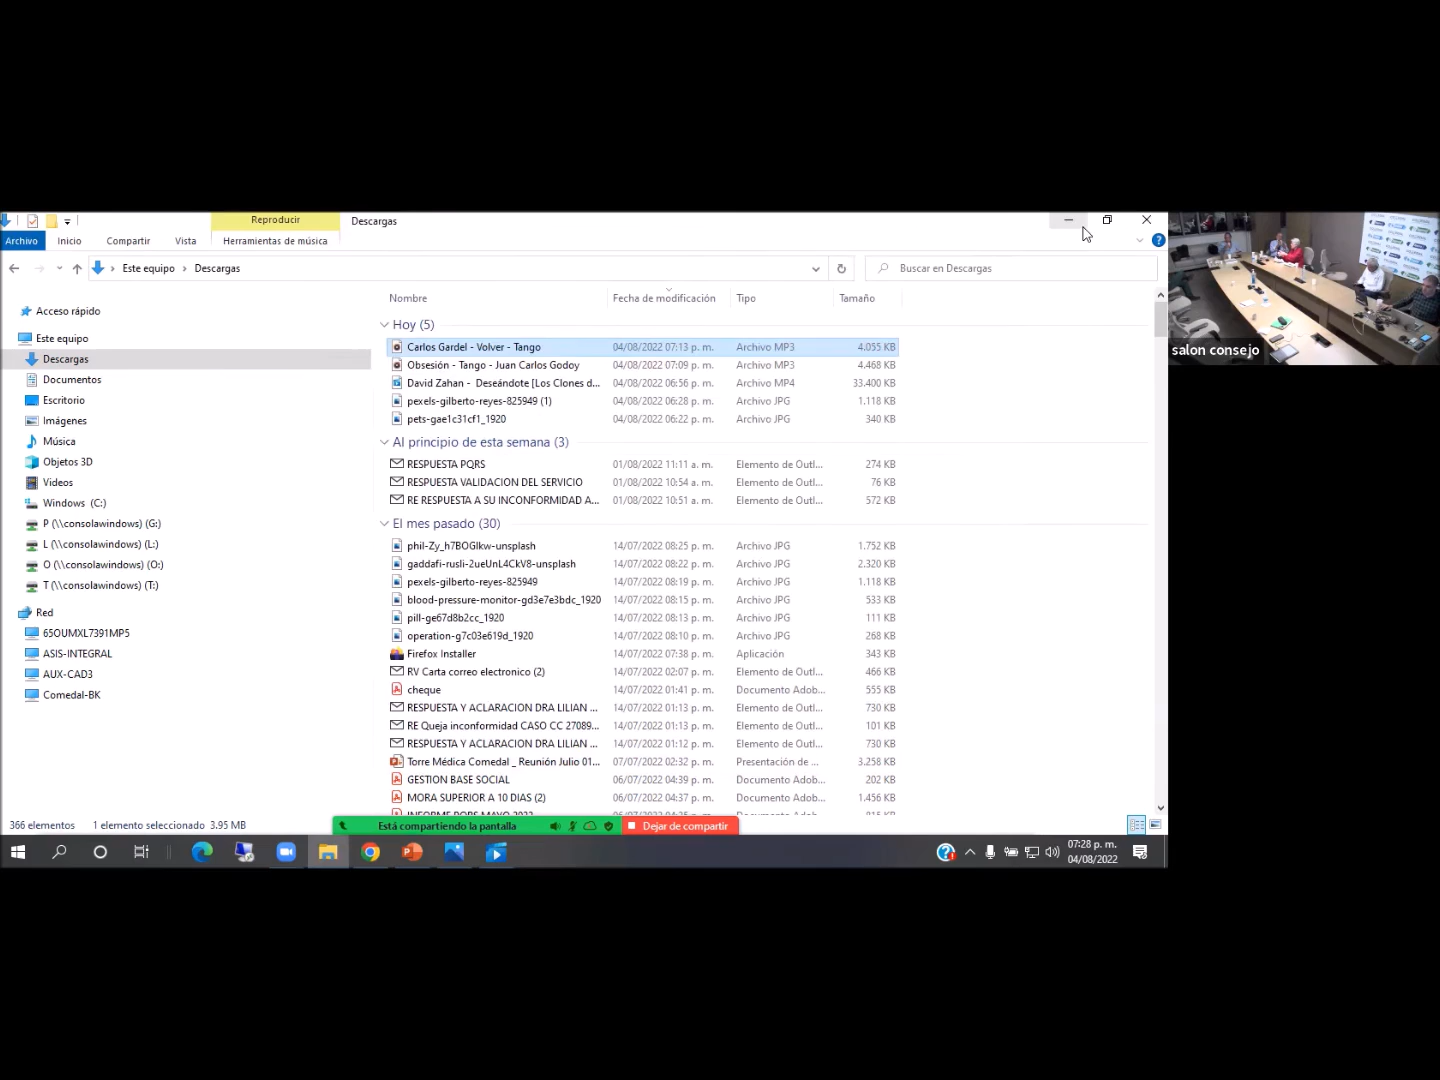 Reproducir
Descargas
Archivo
Inicio
Compartir
Vista
Herramientas de música
Este equipo > Descargas
Buscar en Descargas
Nombre Fecha de modificación Tipo Tamaño
Acceso rápido
Este equipo
Descargas
Documentos
Escritorio
Imágenes
Música
Objetos 3D
Videos
Windows (C:)
P (\\consolawindows) (G:)
L (\\consolawindows) (L:)
O (\\consolawindows) (O:)
T (\\consolawindows) (T:)
Red
65OUMXL7391MP5
ASIS-INTEGRAL
AUX-CAD3
Comedal-BK
Hoy (5)
Carlos Gardel - Volver - Tango 04/08/2022 07:13 p. m. Archivo MP3 4.055 KB
Obsesión - Tango - Juan Carlos Godoy 04/08/2022 07:09 p. m. Archivo MP3 4.468 KB
David Zahan - Deseándote [Los Clones d... 04/08/2022 06:56 p. m. Archivo MP4 33.400 KB
pexels-gilberto-reyes-825949 (1) 04/08/2022 06:28 p. m. Archivo JPG 1.118 KB
pets-gae1c31cf1_1920 04/08/2022 06:22 p. m. Archivo JPG 340 KB
Al principio de esta semana (3)
RESPUESTA PQRS 01/08/2022 11:11 a. m. Elemento de Outl... 274 KB
RESPUESTA VALIDACION DEL SERVICIO 01/08/2022 10:54 a. m. Elemento de Outl... 76 KB
RE RESPUESTA A SU INCONFORMIDAD A... 01/08/2022 10:51 a. m. Elemento de Outl... 572 KB
El mes pasado (30)
phil-Zy_h7BOGlkw-unsplash 14/07/2022 08:25 p. m. Archivo JPG 1.752 KB
gaddafi-rusli-2ueUnL4CkV8-unsplash 14/07/2022 08:22 p. m. Archivo JPG 2.320 KB
pexels-gilberto-reyes-825949 14/07/2022 08:19 p. m. Archivo JPG 1.118 KB
blood-pressure-monitor-gd3e7e3bdc_1920 14/07/2022 08:15 p. m. Archivo JPG 533 KB
pill-ge67d8b2cc_1920 14/07/2022 08:13 p. m. Archivo JPG 111 KB
operation-g7c03e619d_1920 14/07/2022 08:10 p. m. Archivo JPG 268 KB
Firefox Installer 14/07/2022 07:38 p. m. Aplicación 343 KB
RV Carta correo electronico (2) 14/07/2022 02:07 p. m. Elemento de Outl... 466 KB
cheque 14/07/2022 01:41 p. m. Documento Adob... 555 KB
RESPUESTA Y ACLARACION DRA LILIAN ... 14/07/2022 01:13 p. m. Elemento de Outl... 730 KB
RE Queja inconformidad CASO CC 27089... 14/07/2022 01:13 p. m. Elemento de Outl... 101 KB
RESPUESTA Y ACLARACION DRA LILIAN ... 14/07/2022 01:12 p. m. Elemento de Outl... 730 KB
Torre Médica Comedal _ Reunión Julio 01... 07/07/2022 02:32 p. m. Presentación de ... 3.258 KB
GESTION BASE SOCIAL 06/07/2022 04:39 p. m. Documento Adob... 202 KB
MORA SUPERIOR A 10 DIAS (2) 06/07/2022 04:37 p. m. Documento Adob... 1.456 KB
366 elementos 1 elemento seleccionado 3.95 MB
Está compartiendo la pantalla
Dejar de compartir
07:28 p. m.
04/08/2022
salon consejo